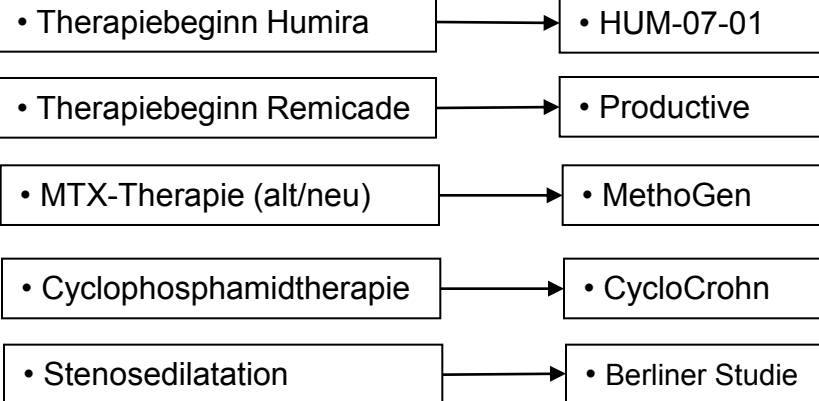 • Therapiebeginn Humira
• HUM-07-01
• Therapiebeginn Remicade
• Productive
• MTX-Therapie (alt/neu)
• MethoGen
• Cyclophosphamidtherapie
• CycloCrohn
• Stenosedilatation
• Berliner Studie